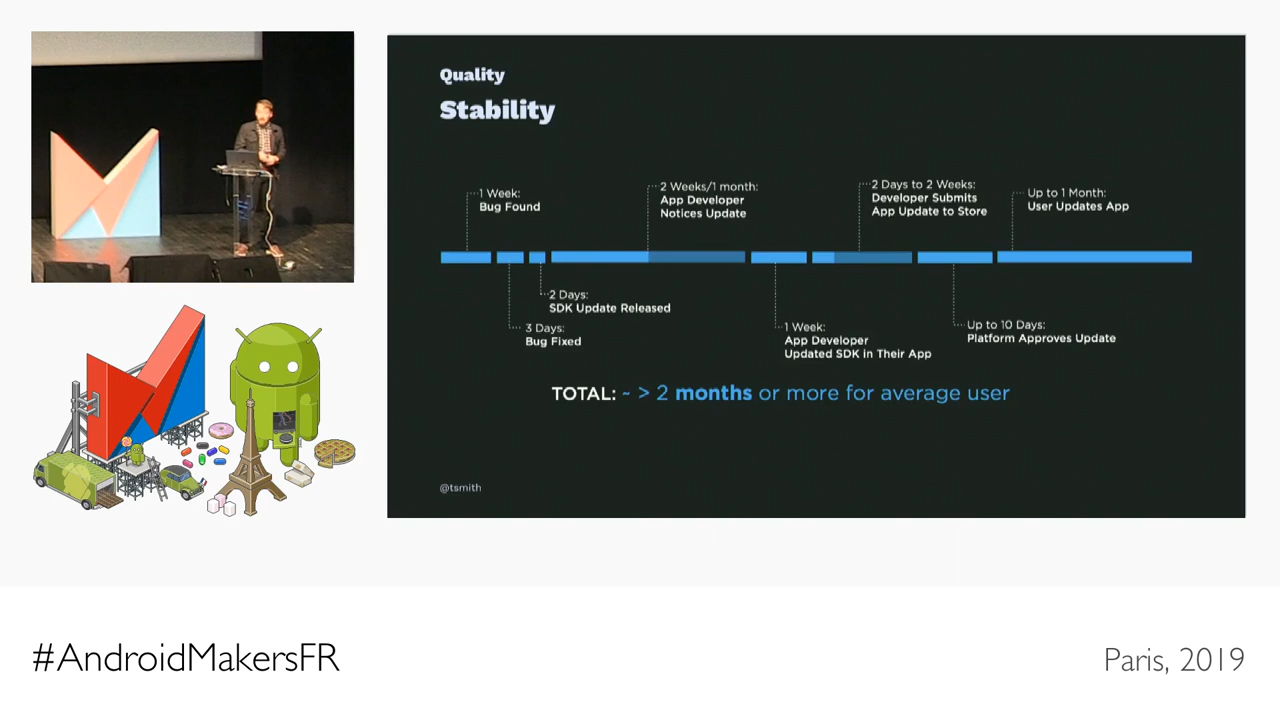 Quality
Stability
1 Week:
Bug Found
2 Weeks/1 month:
App Developer
Notices Update
2 Days to 2 Weeks:
Developer Submits
App Update to Store
Up to 1 Month:
User Updates App
2 Days:
SDK Update Released
3 Days:
Bug Fixed
1 Week:
App Developer
Updated SDK in Their App
Up to 10 Days:
Platform Approves Update
TOTAL: ~ > 2 months or more for average user
@tsmith
#AndroidMakersFR
Paris, 2019